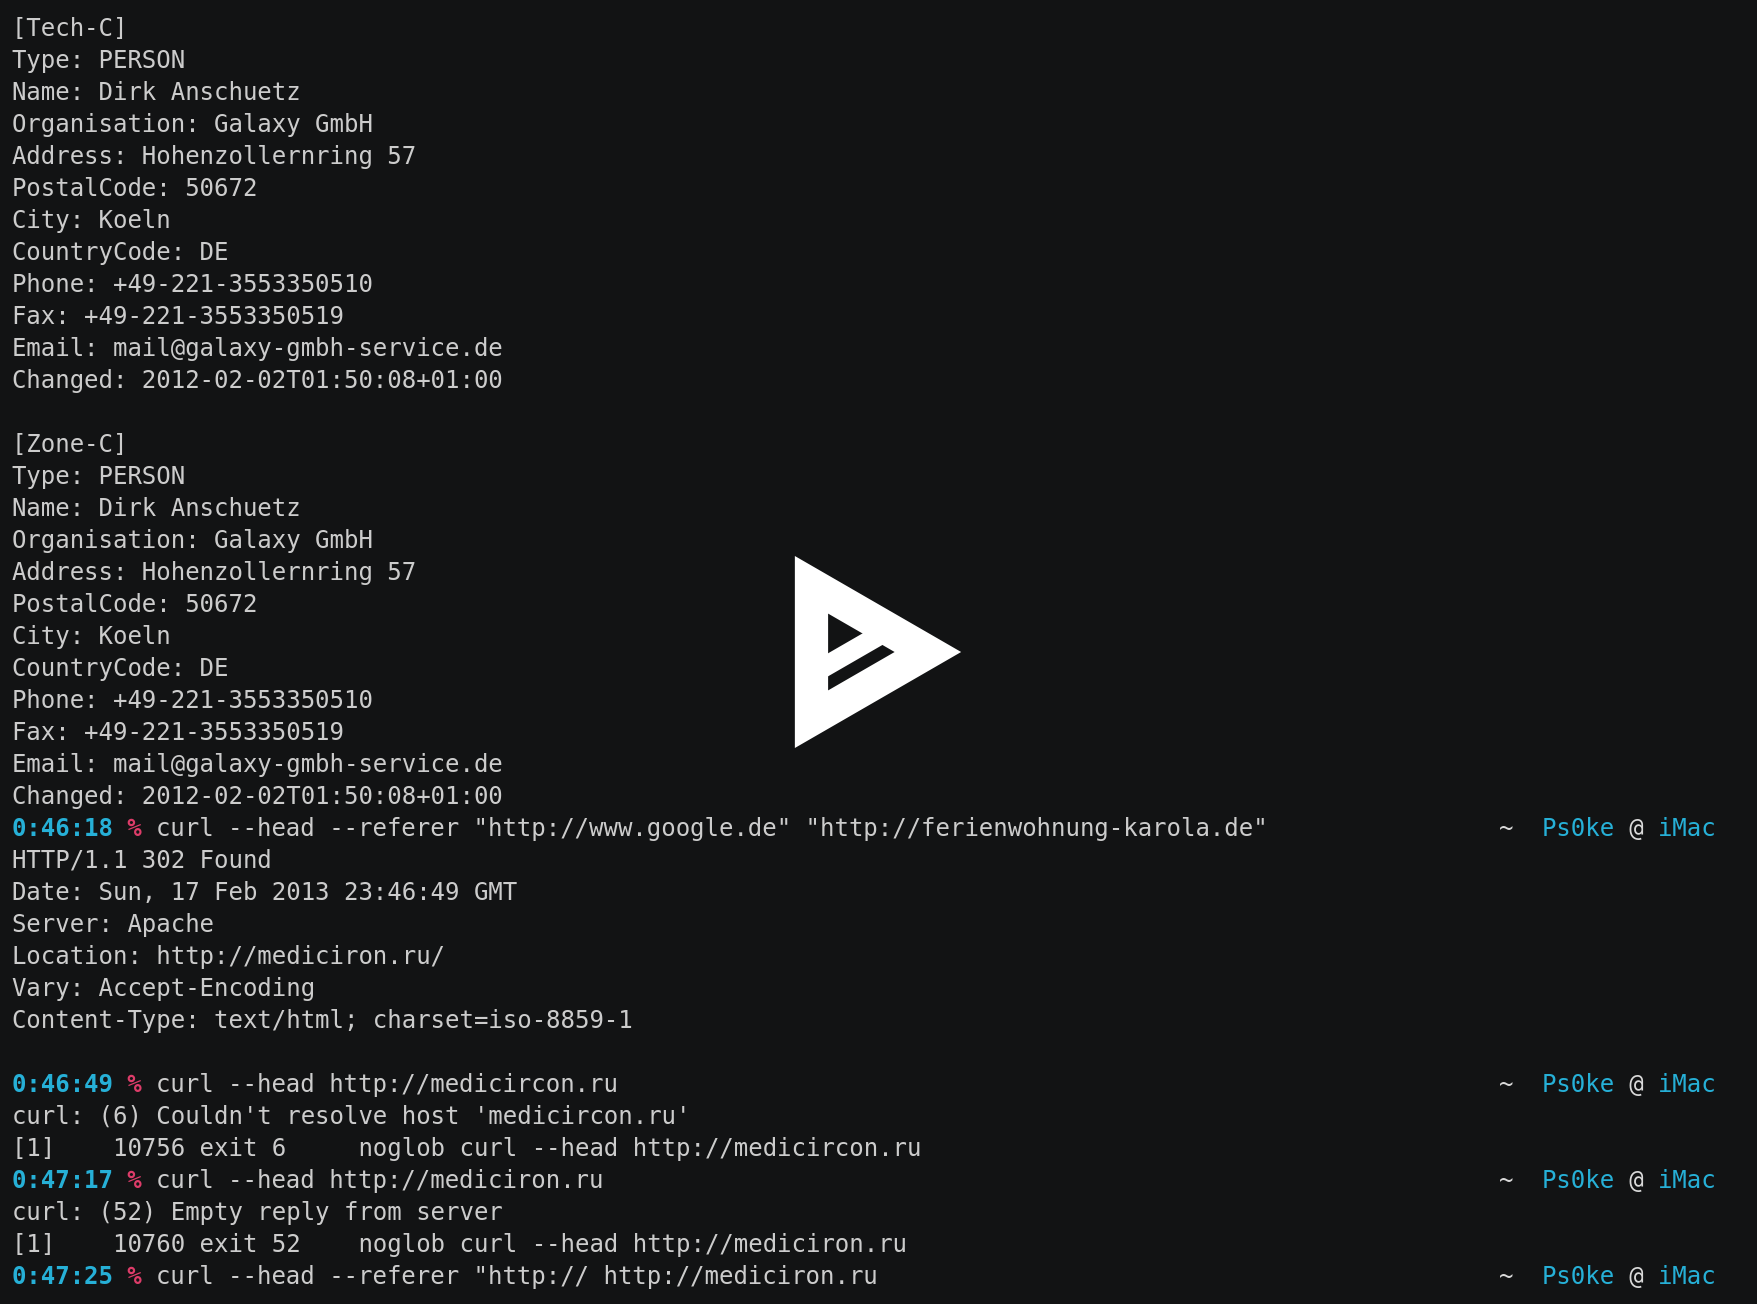 [Tech-C]
Type: PERSON
Name: Dirk Anschuetz
Organisation: Galaxy GmbH
Address: Hohenzollernring 57
PostalCode: 50672
City: Koeln
CountryCode: DE
Phone: +49-221-3553350510
Fax: +49-221-3553350519
Email: mail@galaxy-gmbh-service.de
Changed: 2012-02-02T01:50:08+01:00

[Zone-C]
Type: PERSON
Name: Dirk Anschuetz
Organisation: Galaxy GmbH
Address: Hohenzollernring 57
PostalCode: 50672
City: Koeln
CountryCode: DE
Phone: +49-221-3553350510
Fax: +49-221-3553350519
Email: mail@galaxy-gmbh-service.de
Changed: 2012-02-02T01:50:08+01:00
0:46:18 % curl --head --referer "http://www.google.de" "http://ferienwohnung-karola.de" ~ Ps0ke @ iMac
HTTP/1.1 302 Found
Date: Sun, 17 Feb 2013 23:46:49 GMT
Server: Apache
Location: http://mediciron.ru/
Vary: Accept-Encoding
Content-Type: text/html; charset=iso-8859-1

0:46:49 % curl --head http://medicircon.ru ~ Ps0ke @ iMac
curl: (6) Couldn't resolve host 'medicircon.ru'
[1]    10756 exit 6     noglob curl --head http://medicircon.ru
0:47:17 % curl --head http://mediciron.ru ~ Ps0ke @ iMac
curl: (52) Empty reply from server
[1]    10760 exit 52    noglob curl --head http://mediciron.ru
0:47:25 % curl --head --referer "http:// http://mediciron.ru ~ Ps0ke @ iMac